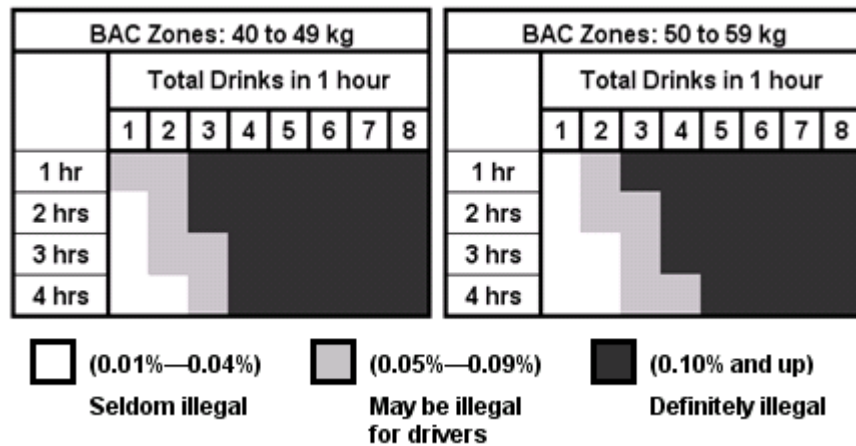 BAC Zones: 40 to 49 kg
Total Drinks in 1 hour
1 2 3 4 5 6 7 8
1 hr
2 hrs
3 hrs
4 hrs
BAC Zones: 50 to 59 kg
Total Drinks in 1 hour
1 2 3 4 5 6 7 8
1 hr
2 hrs
3 hrs
4 hrs
(0.01%—0.04%)
Seldom illegal
(0.05%—0.09%)
May be illegal
for drivers
(0.10% and up)
Definitely illegal